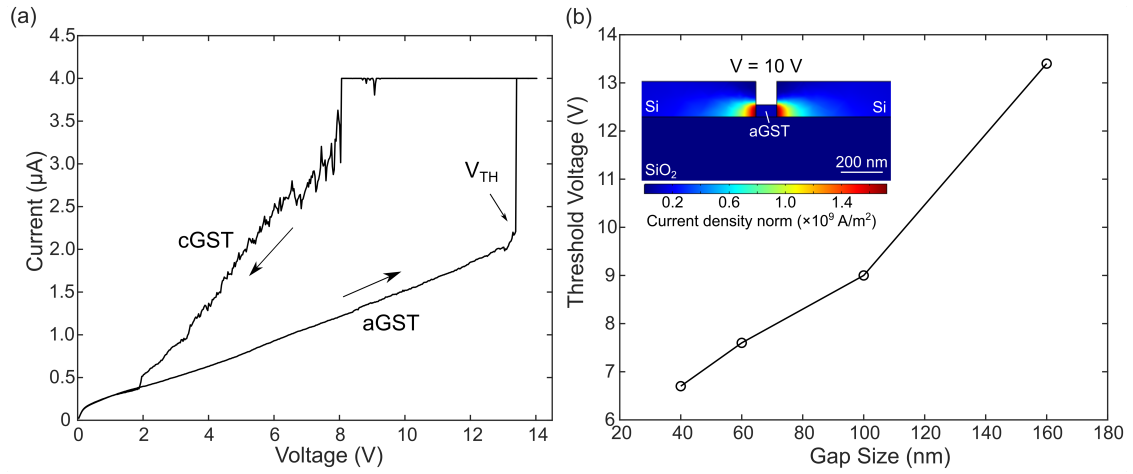 (a)
4.5
4.0
3.5
3.0
2.5
2.0
1.5
1.0
0.5
0
Current (µA)
V_TH
cGST
aGST
0 2 4 6 8 10 12 14
Voltage (V)
(b)
14
13
12
11
10
9
8
7
6
Threshold Voltage (V)
V = 10 V
Si
Si
aGST
SiO₂
200 nm
0.2 0.6 1.0 1.4
Current density norm (×10⁹ A/m²)
20 40 60 80 100 120 140 160 180
Gap Size (nm)